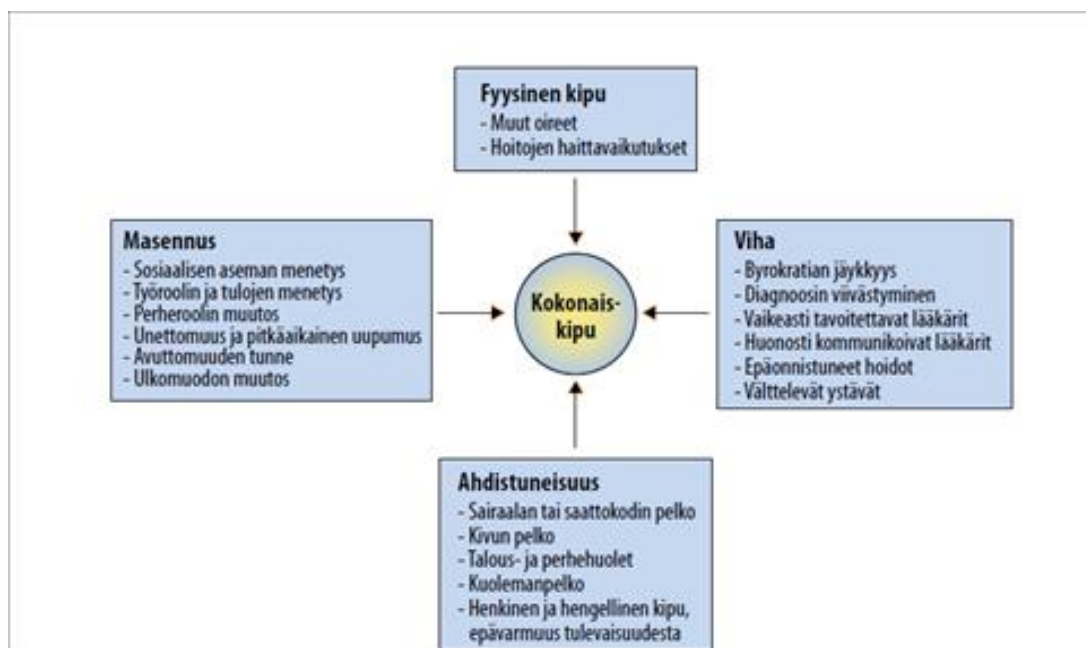 Fyysinen kipu
- Muut oireet
- Hoitojen haittavaikutukset
Masennus
- Sosiaalisen aseman menetys
- Työroolin ja tulojen menetys
- Perheroolin muutos
- Unettomuus ja pitkäaikainen uupumus
- Avuttomuuden tunne
- Ulkomuodon muutos
Kokonais-
kipu
Viha
- Byrokratian jäykkyys
- Diagnoosin viivästyminen
- Vaikeasti tavoitettavat lääkärit
- Huonosti kommunikoivat lääkärit
- Epäonnistuneet hoidot
- Välttelevät ystävät
Ahdistuneisuus
- Sairaalan tai saattokodin pelko
- Kivun pelko
- Talous- ja perhehuolet
- Kuolemanpelko
- Henkinen ja hengellinen kipu,
epävarmuus tulevaisuudesta